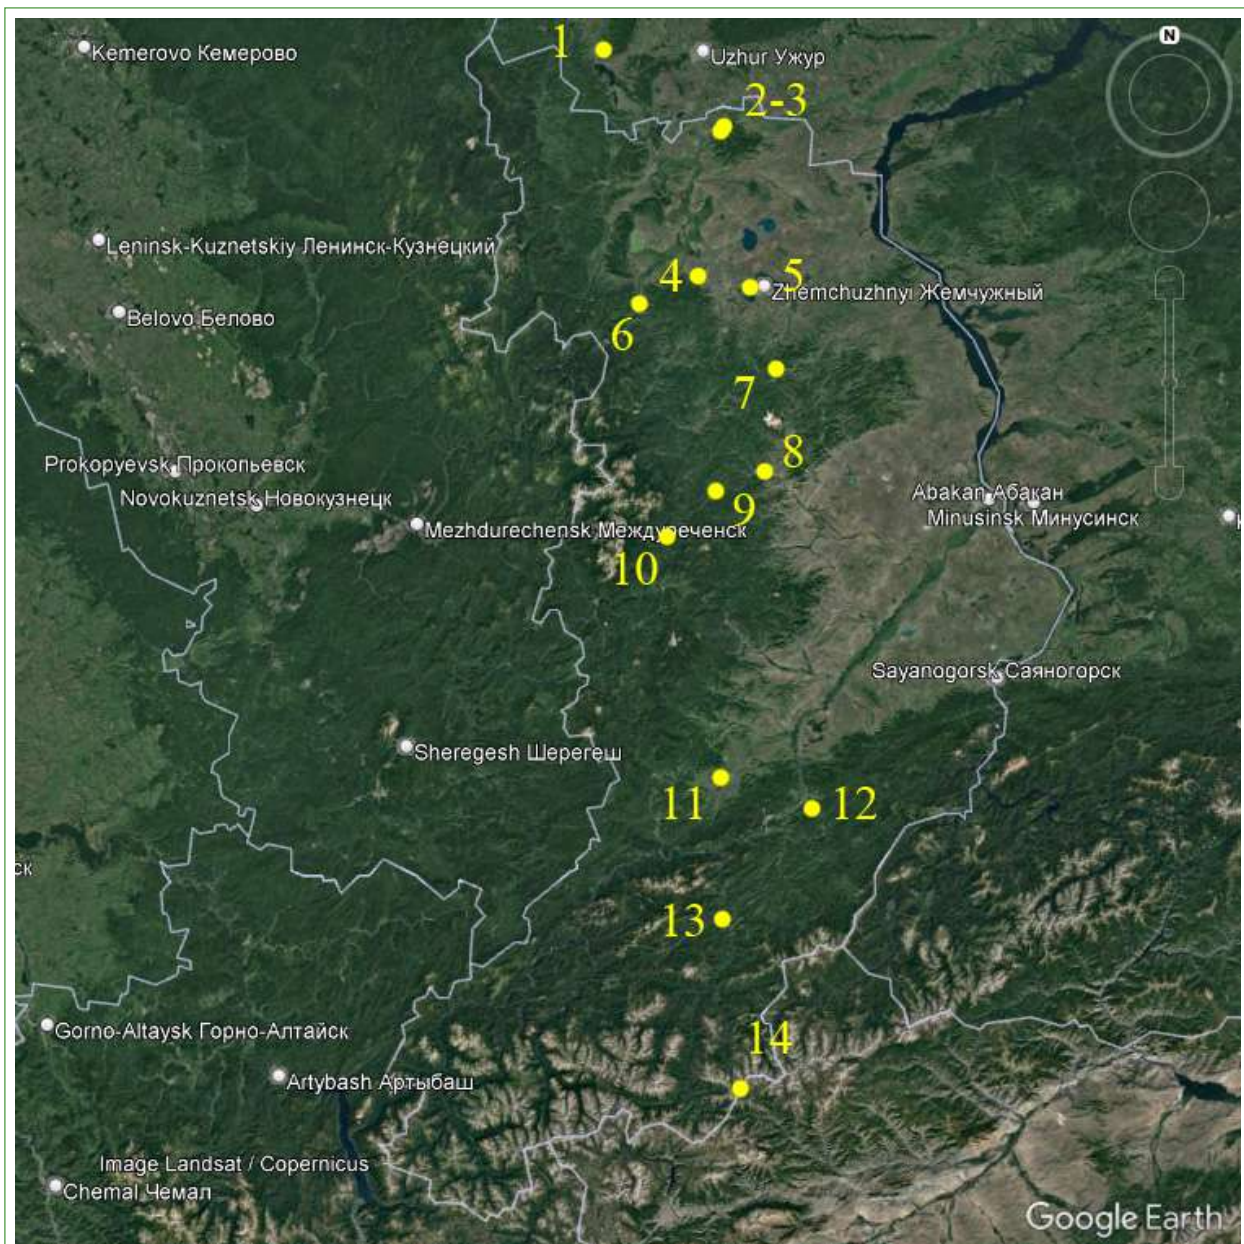 1
N
Kemerovo Кемерово
Uzhur Ужур
2-3
Leninsk-Kuznetskiy Ленинск-Кузнецкий
4
5
Zhemchuzhnyi Жемчужный
Belovo Белово
6
7
8
Prokopyevsk Прокопьевск
Novokuznetsk Новокузнецк
Abakan Абакан
Minusinsk Минусинск
9
Mezhdurechensk Междуреченск
10
Sayanogorsk Саяногорск
Sheregesh Шерегеш
11
12
ск
13
Gorno-Altaysk Горно-Алтайск
14
Artybash Артыбаш
Image Landsat / Copernicus
Chemal Чемал
Google Earth